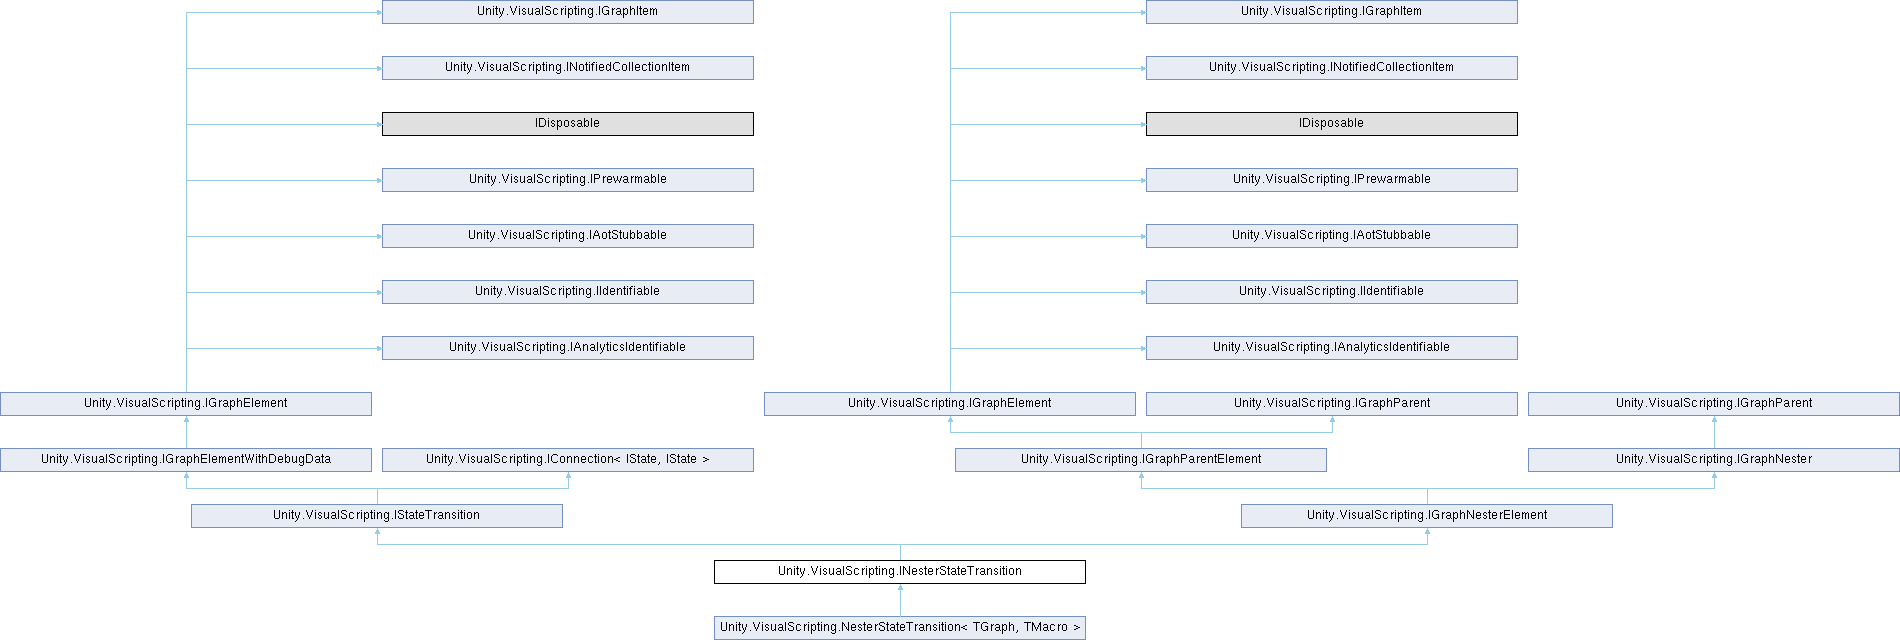 Unity.VisualScripting.IGraphItem
Unity.VisualScripting.IGraphItem
Unity.VisualScripting.INotifiedCollectionItem
Unity.VisualScripting.INotifiedCollectionItem
IDisposable
IDisposable
Unity.VisualScripting.IPrewarmable
Unity.VisualScripting.IPrewarmable
Unity.VisualScripting.IAotStubbable
Unity.VisualScripting.IAotStubbable
Unity.VisualScripting.IIdentifiable
Unity.VisualScripting.IIdentifiable
Unity.VisualScripting.IAnalyticsIdentifiable
Unity.VisualScripting.IAnalyticsIdentifiable
Unity.VisualScripting.IGraphElement
Unity.VisualScripting.IGraphElement
Unity.VisualScripting.IGraphParent
Unity.VisualScripting.IGraphParent
Unity.VisualScripting.IGraphElementWithDebugData
Unity.VisualScripting.IConnection< IState, IState >
Unity.VisualScripting.IGraphParentElement
Unity.VisualScripting.IGraphNester
Unity.VisualScripting.IStateTransition
Unity.VisualScripting.IGraphNesterElement
Unity.VisualScripting.INesterStateTransition
Unity.VisualScripting.NesterStateTransition< TGraph, TMacro >